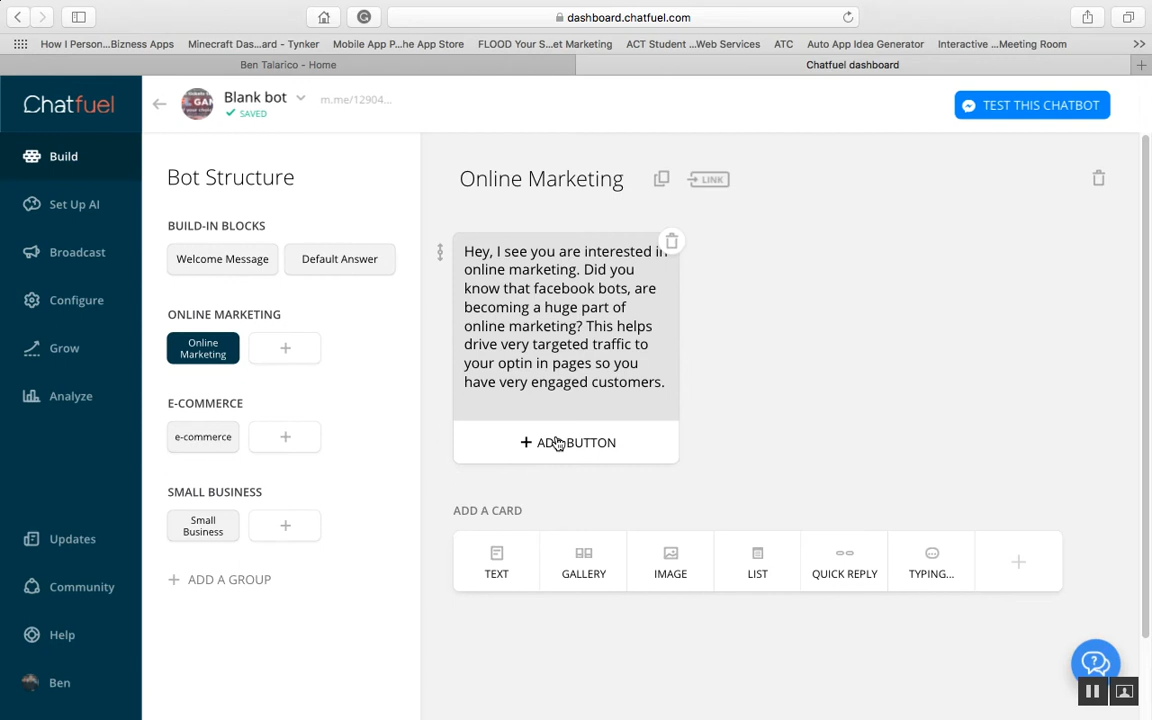 dashboard.chatfuel.com
How I Person...Bizness Apps
Minecraft Das...ard - Tynker
Mobile App P...he App Store
FLOOD Your S...et Marketing
ACT Student ...Web Services
ATC
Auto App Idea Generator
Interactive ...Meeting Room
Ben Talarico - Home
Chatfuel dashboard
Chatfuel
Blank bot
m.me/12904...
SAVED
TEST THIS CHATBOT
Build
Set Up AI
Broadcast
Configure
Grow
Analyze
Updates
Community
Help
Ben
Bot Structure
BUILD-IN BLOCKS
Welcome Message
Default Answer
ONLINE MARKETING
Online
Marketing
E-COMMERCE
e-commerce
SMALL BUSINESS
Small
Business
+ ADD A GROUP
Online Marketing
LINK
Hey, I see you are interested in
online marketing. Did you
know that facebook bots, are
becoming a huge part of
online marketing? This helps
drive very targeted traffic to
your optin in pages so you
have very engaged customers.
+ ADD BUTTON
ADD A CARD
TEXT
GALLERY
IMAGE
LIST
QUICK REPLY
TYPING...